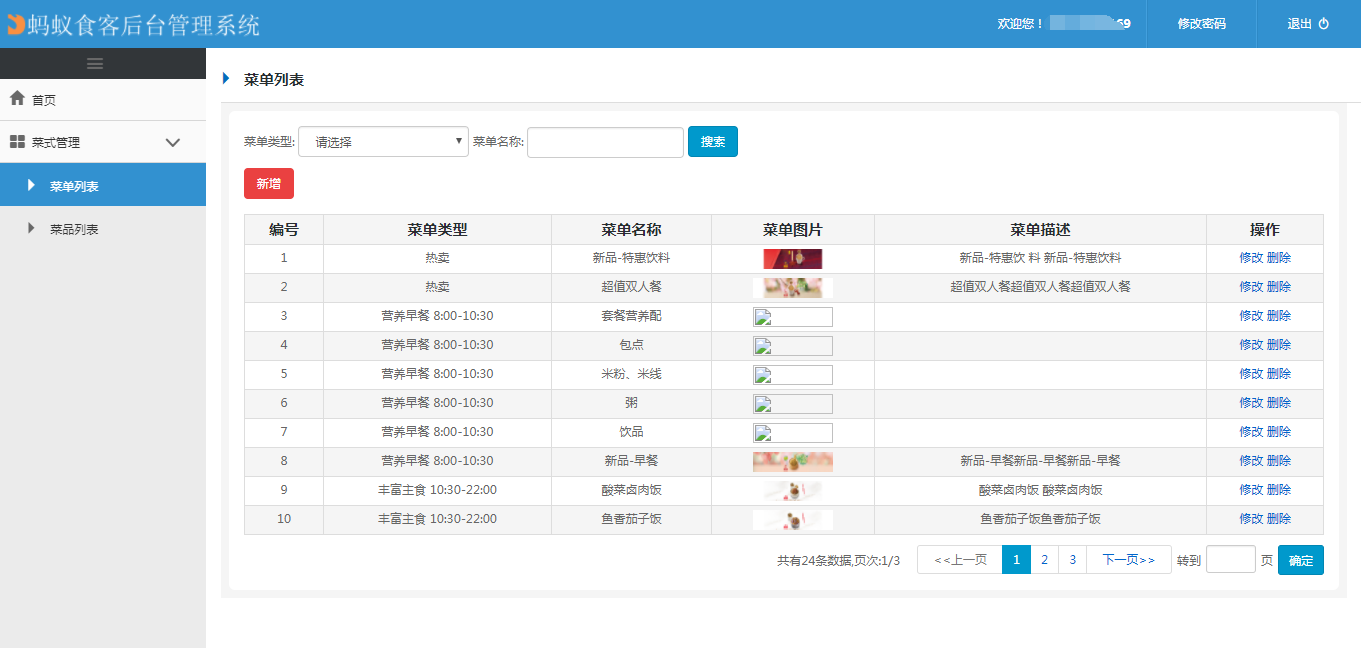 蚂蚁食客后台管理系统
欢迎您！ 69 修改密码 退出
首页
菜式管理
菜单列表
菜品列表
菜单列表
菜单类型: 请选择 菜单名称: 搜索
新增
编号 菜单类型 菜单名称 菜单图片 菜单描述 操作
1 热卖 新品-特惠饮料 新品-特惠饮 料 新品-特惠饮料 修改 删除
2 热卖 超值双人餐 超值双人餐超值双人餐超值双人餐 修改 删除
3 营养早餐 8:00-10:30 套餐营养配 修改 删除
4 营养早餐 8:00-10:30 包点 修改 删除
5 营养早餐 8:00-10:30 米粉、米线 修改 删除
6 营养早餐 8:00-10:30 粥 修改 删除
7 营养早餐 8:00-10:30 饮品 修改 删除
8 营养早餐 8:00-10:30 新品-早餐 新品-早餐新品-早餐新品-早餐 修改 删除
9 丰富主食 10:30-22:00 酸菜卤肉饭 酸菜卤肉饭 酸菜卤肉饭 修改 删除
10 丰富主食 10:30-22:00 鱼香茄子饭 鱼香茄子饭鱼香茄子饭 修改 删除
共有24条数据,页次:1/3 <<上一页 1 2 3 下一页>> 转到 页 确定